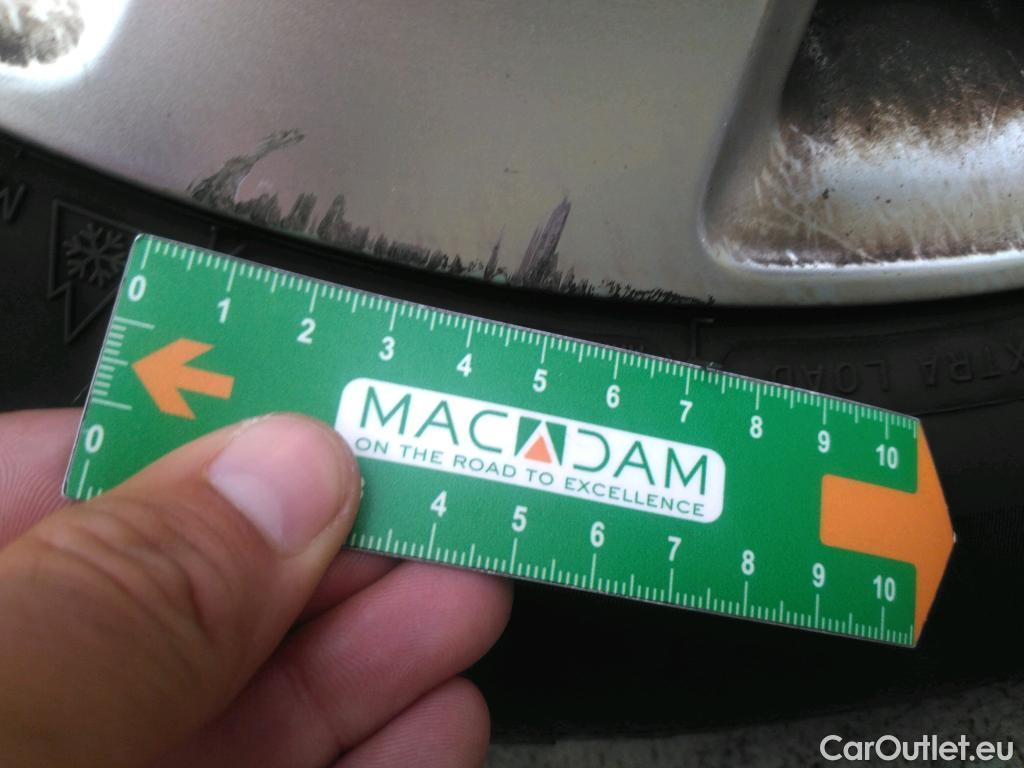 0 1 2 3 4 5 6 7 8 9 10
MACADAM
ON THE ROAD TO EXCELLENCE
0 4 5 6 7 8 9 10
EXTRA LOAD
CarOutlet.eu